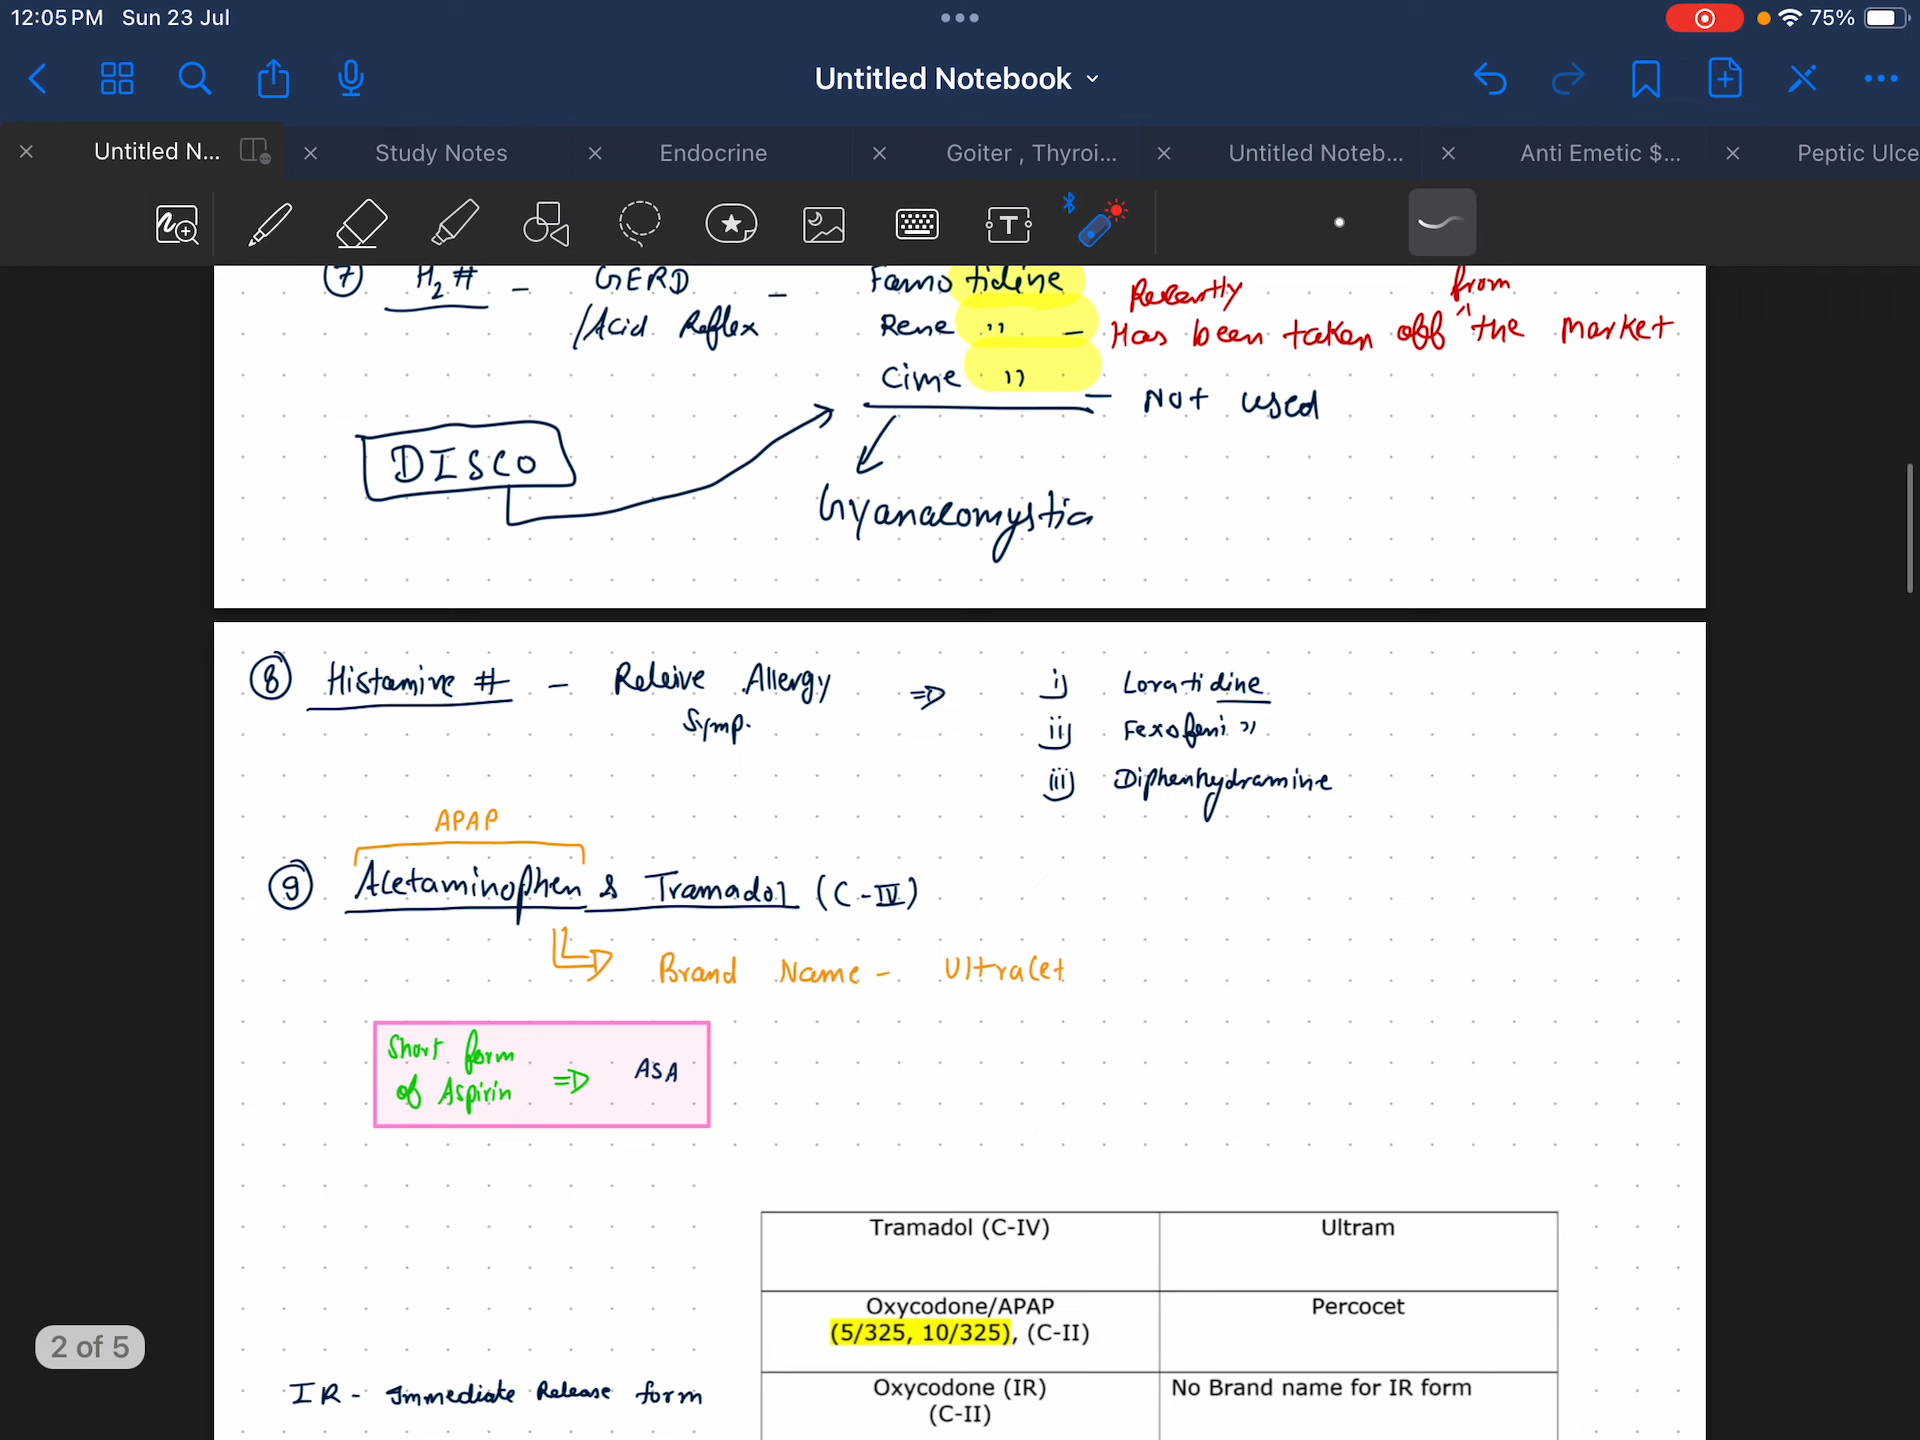 12:05 PM Sun 23 Jul
75%
Untitled Notebook
Untitled N...
Study Notes
Endocrine
Goiter , Thyroi...
Untitled Noteb...
Anti Emetic $...
Peptic Ulce
7 H2 # - GERD - Famotidine
/Acid Reflex
Rene " - Recently Has been taken off from the market
Cime " - Not used
DISCO
Gyanacomystia
8 Histamine # - Releive Allergy Symp. => i) Loratidine
ii) Fexofeni "
iii) Diphenhydramine
APAP
9 Acetaminophen & Tramadol (C-IV)
Brand Name - Ultracet
Short form
of Aspirin => ASA
Tramadol (C-IV) Ultram
Oxycodone/APAP Percocet
(5/325, 10/325), (C-II)
IR - Immediate Release form
Oxycodone (IR) No Brand name for IR form
(C-II)
2 of 5